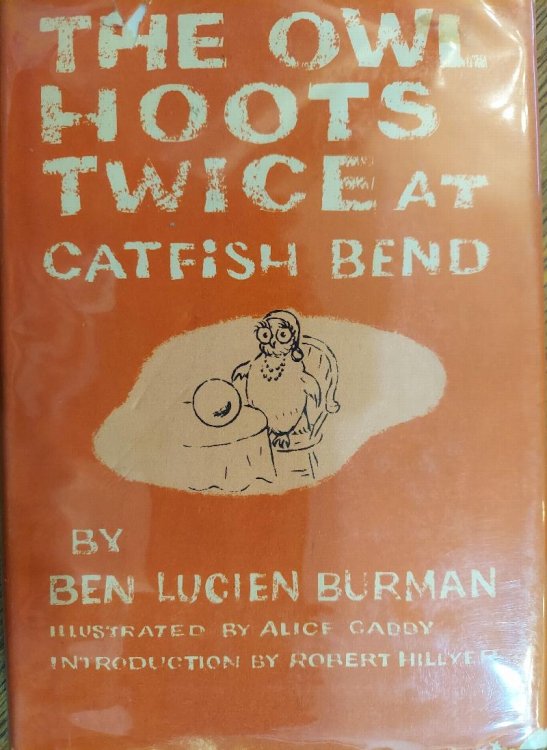 THE OWL
HOOTS
TWICE AT
CATFiSH BEND
BY
BEN LUCIEN BURMAN
ILLUSTRATED BY ALICE CADDY
INTRODUCTION BY ROBERT HILLYER